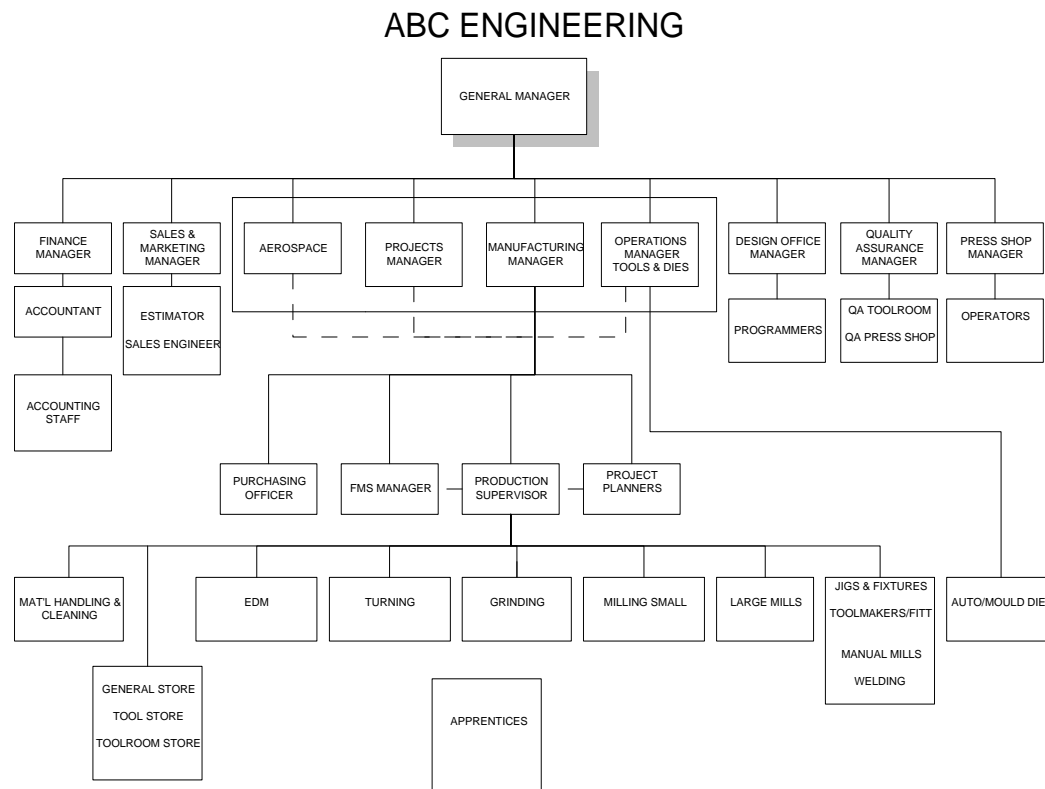 ABC ENGINEERING
GENERAL MANAGER
FINANCE
MANAGER
SALES &
MARKETING
MANAGER
AEROSPACE
PROJECTS
MANAGER
MANUFACTURING
MANAGER
OPERATIONS
MANAGER
TOOLS & DIES
DESIGN OFFICE
MANAGER
QUALITY
ASSURANCE
MANAGER
PRESS SHOP
MANAGER
ACCOUNTANT
ESTIMATOR
SALES ENGINEER
PROGRAMMERS
QA TOOLROOM
QA PRESS SHOP
OPERATORS
ACCOUNTING
STAFF
PURCHASING
OFFICER
FMS MANAGER
PRODUCTION
SUPERVISOR
PROJECT
PLANNERS
MAT'L HANDLING &
CLEANING
EDM
TURNING
GRINDING
MILLING SMALL
LARGE MILLS
JIGS & FIXTURES
TOOLMAKERS/FITT
MANUAL MILLS
WELDING
AUTO/MOULD DIE
GENERAL STORE
TOOL STORE
TOOLROOM STORE
APPRENTICES